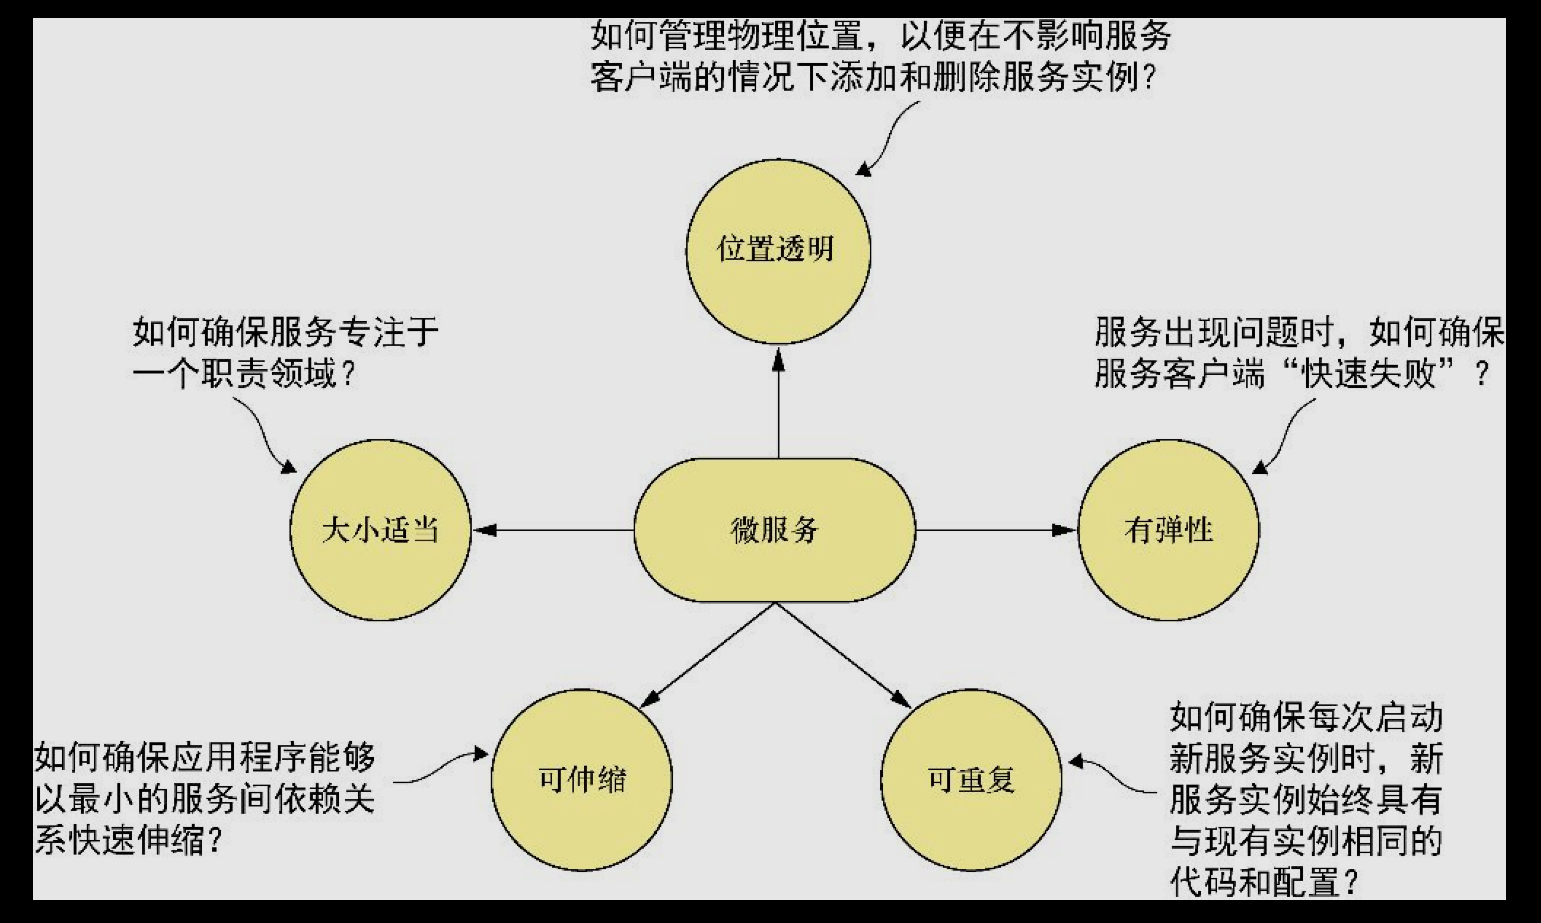 如何管理物理位置，以便在不影响服务
客户端的情况下添加和删除服务实例？
位置透明
如何确保服务专注于
一个职责领域？
服务出现问题时，如何确保
服务客户端“快速失败”？
大小适当
微服务
有弹性
如何确保应用程序能够
以最小的服务间依赖关
系快速伸缩？
可伸缩
可重复
如何确保每次启动
新服务实例时，新
服务实例始终具有
与现有实例相同的
代码和配置？